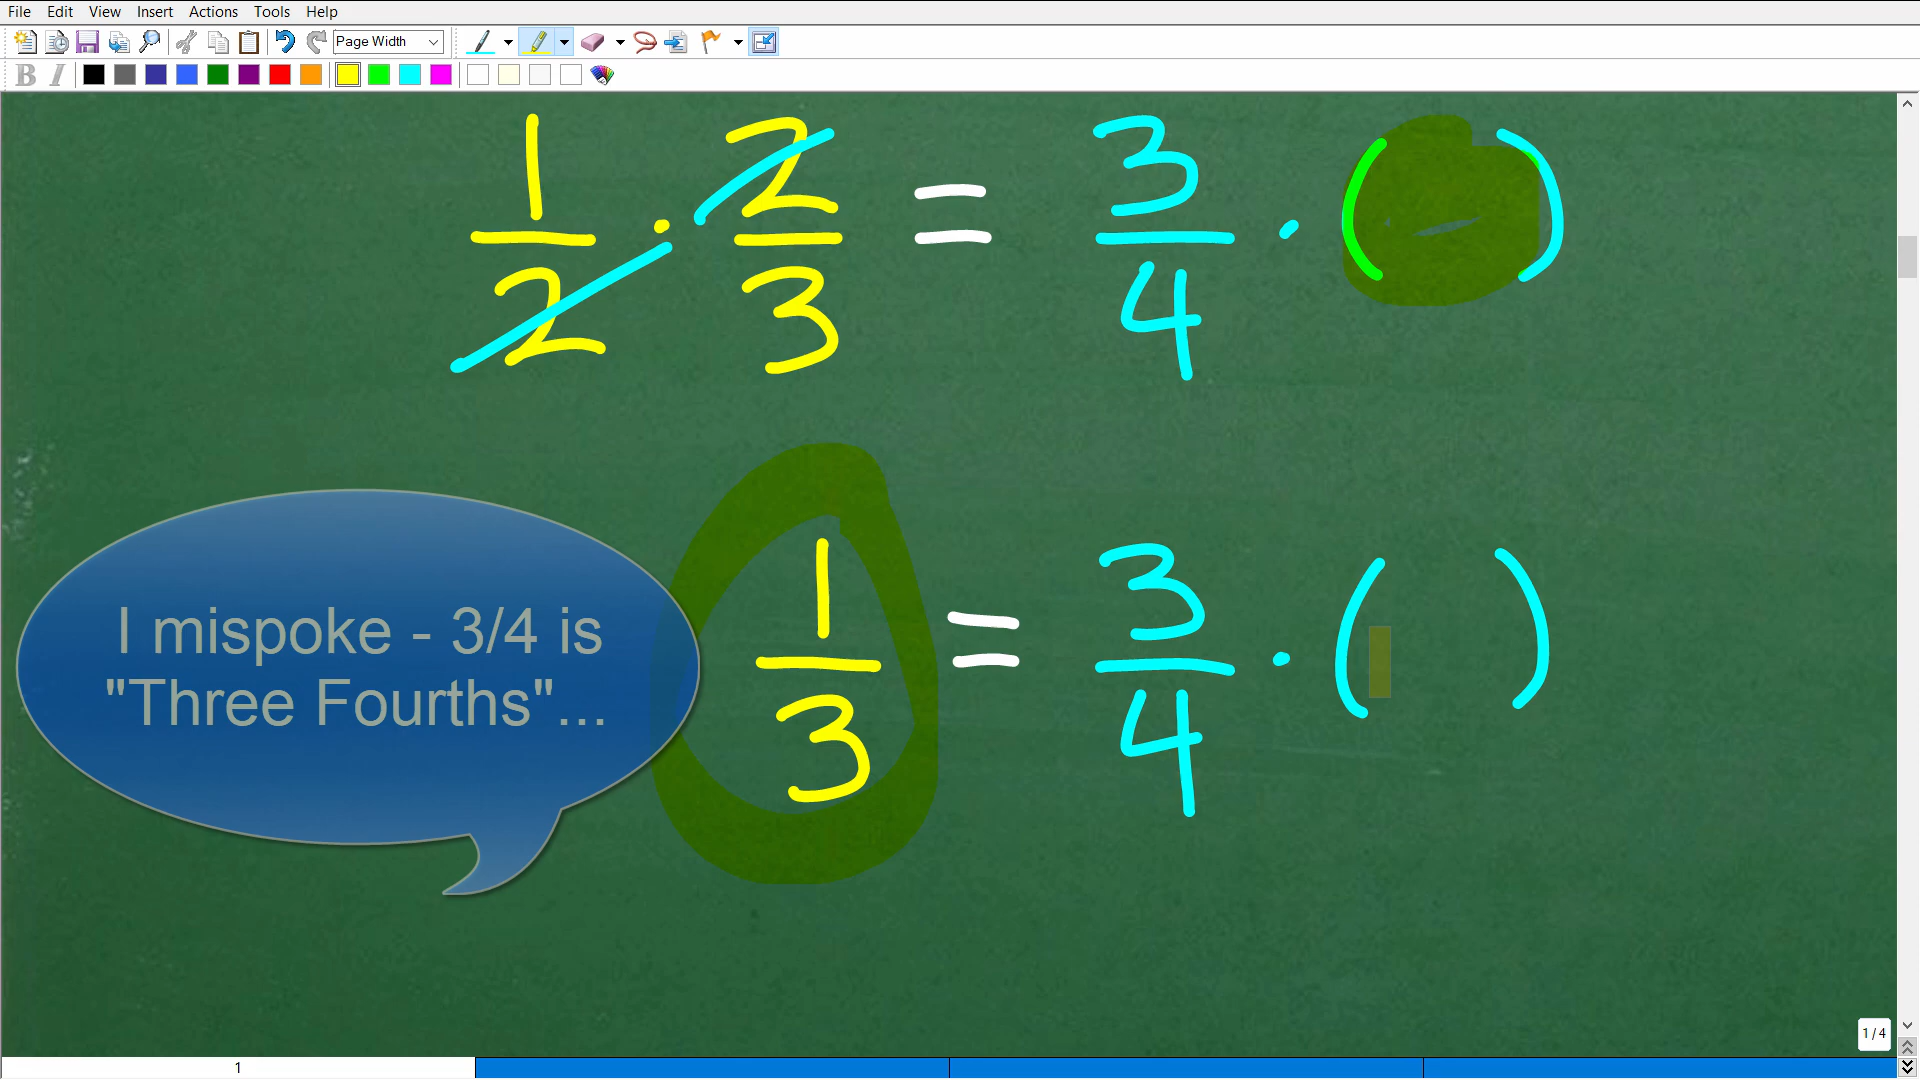 File Edit View Insert Actions Tools Help
Page Width
B I
1/2 · 2/3 = 3/4 · ( )
1/3 = 3/4 · ( )
I mispoke - 3/4 is
"Three Fourths"...
1 / 4
1